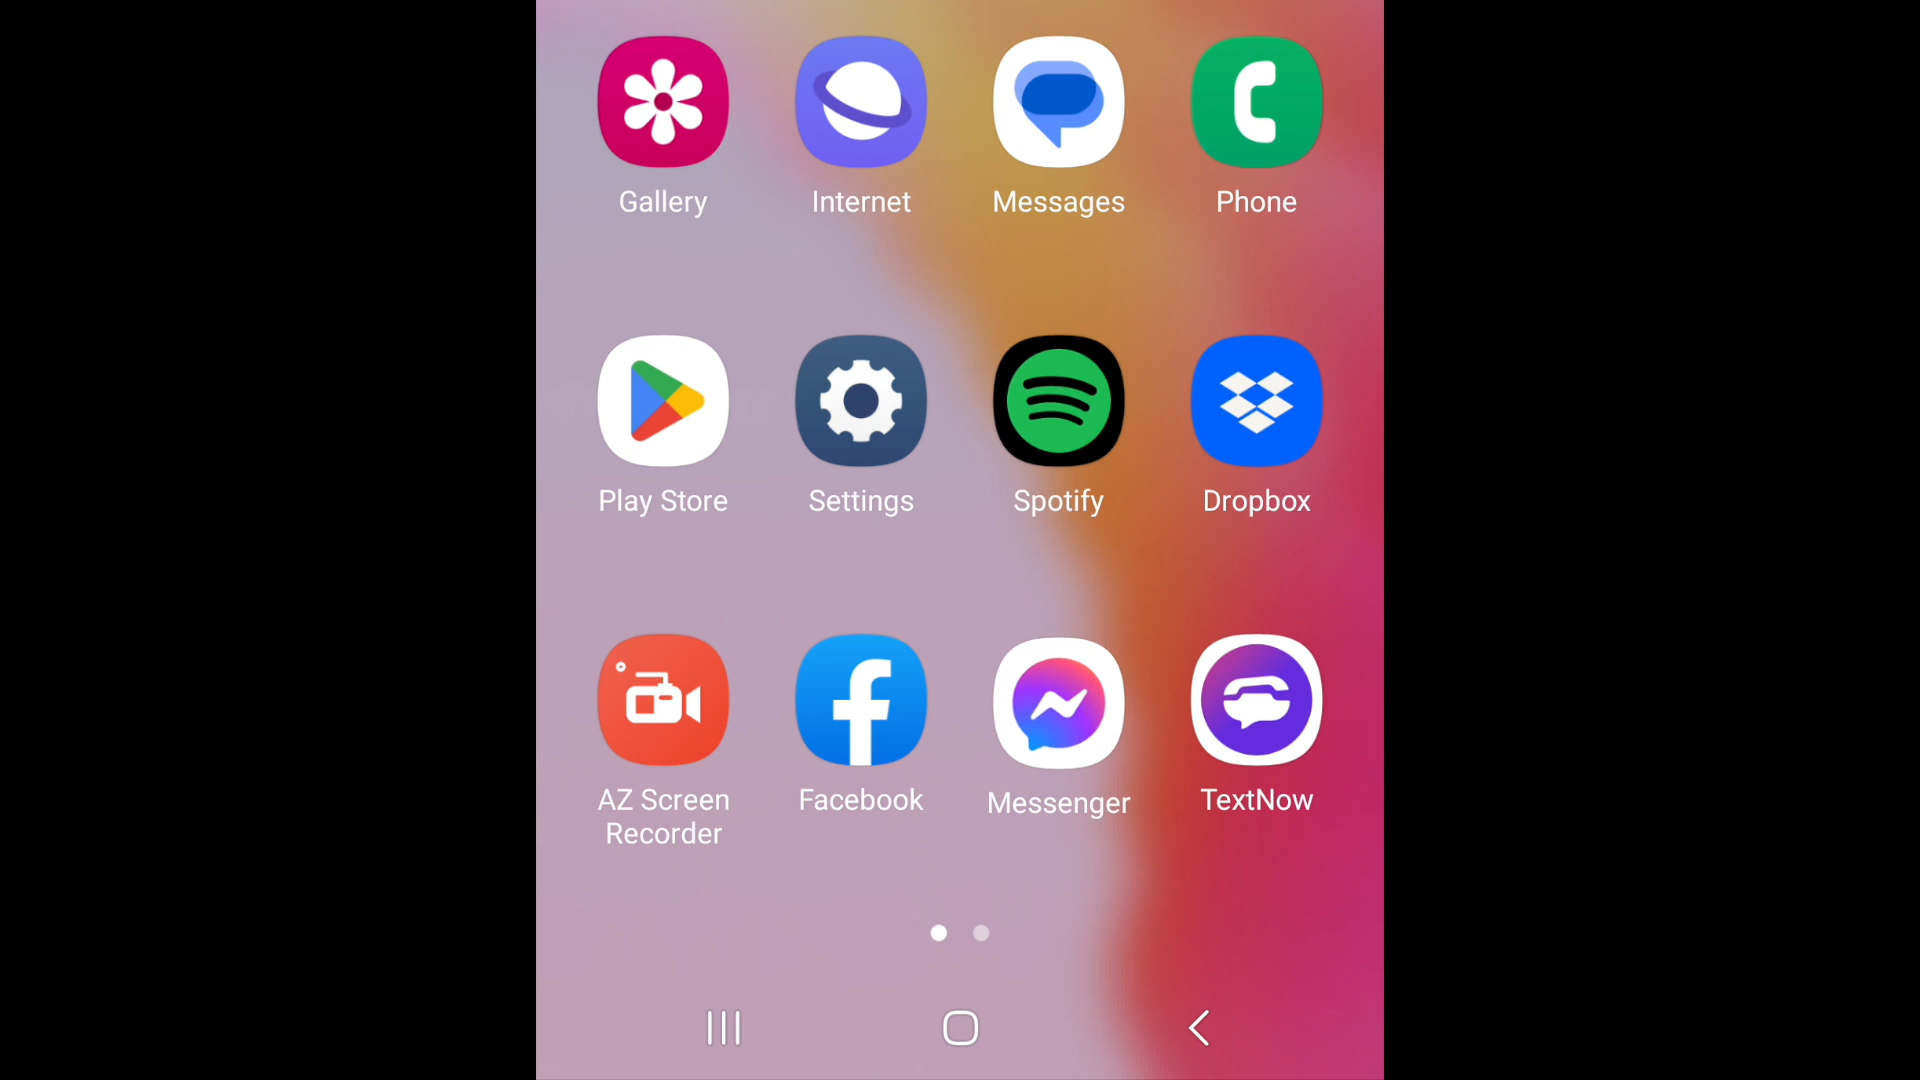 Gallery
Internet
Messages
Phone
Play Store
Settings
Spotify
Dropbox
AZ Screen
Recorder
Facebook
Messenger
TextNow